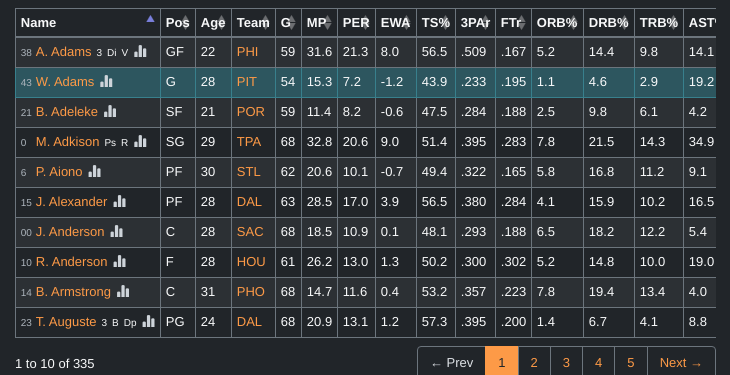 Name Pos Age Team G MP PER EWA TS% 3PAr FTr ORB% DRB% TRB% AST%
38 A. Adams 3 Di V GF 22 PHI 59 31.6 21.3 8.0 56.5 .509 .167 5.2 14.4 9.8 14.1
43 W. Adams G 28 PIT 54 15.3 7.2 -1.2 43.9 .233 .195 1.1 4.6 2.9 19.2
21 B. Adeleke SF 21 POR 59 11.4 8.2 -0.6 47.5 .284 .188 2.5 9.8 6.1 4.2
0 M. Adkison Ps R SG 29 TPA 68 32.8 20.6 9.0 51.4 .395 .283 7.8 21.5 14.3 34.9
6 P. Aiono PF 30 STL 62 20.6 10.1 -0.7 49.4 .322 .165 5.8 16.8 11.2 9.1
15 J. Alexander PF 28 DAL 63 28.5 17.0 3.9 56.5 .380 .284 4.1 15.9 10.2 16.5
00 J. Anderson C 28 SAC 68 18.5 10.9 0.1 48.1 .293 .188 6.5 18.2 12.2 5.4
10 R. Anderson F 28 HOU 61 26.2 13.0 1.3 50.2 .300 .302 5.2 14.8 10.0 19.0
14 B. Armstrong C 31 PHO 68 14.7 11.6 0.4 53.2 .357 .223 7.8 19.4 13.4 4.0
23 T. Auguste 3 B Dp PG 24 DAL 68 20.9 13.1 1.2 57.3 .395 .200 1.4 6.7 4.1 8.8
1 to 10 of 335 ← Prev 1 2 3 4 5 Next →